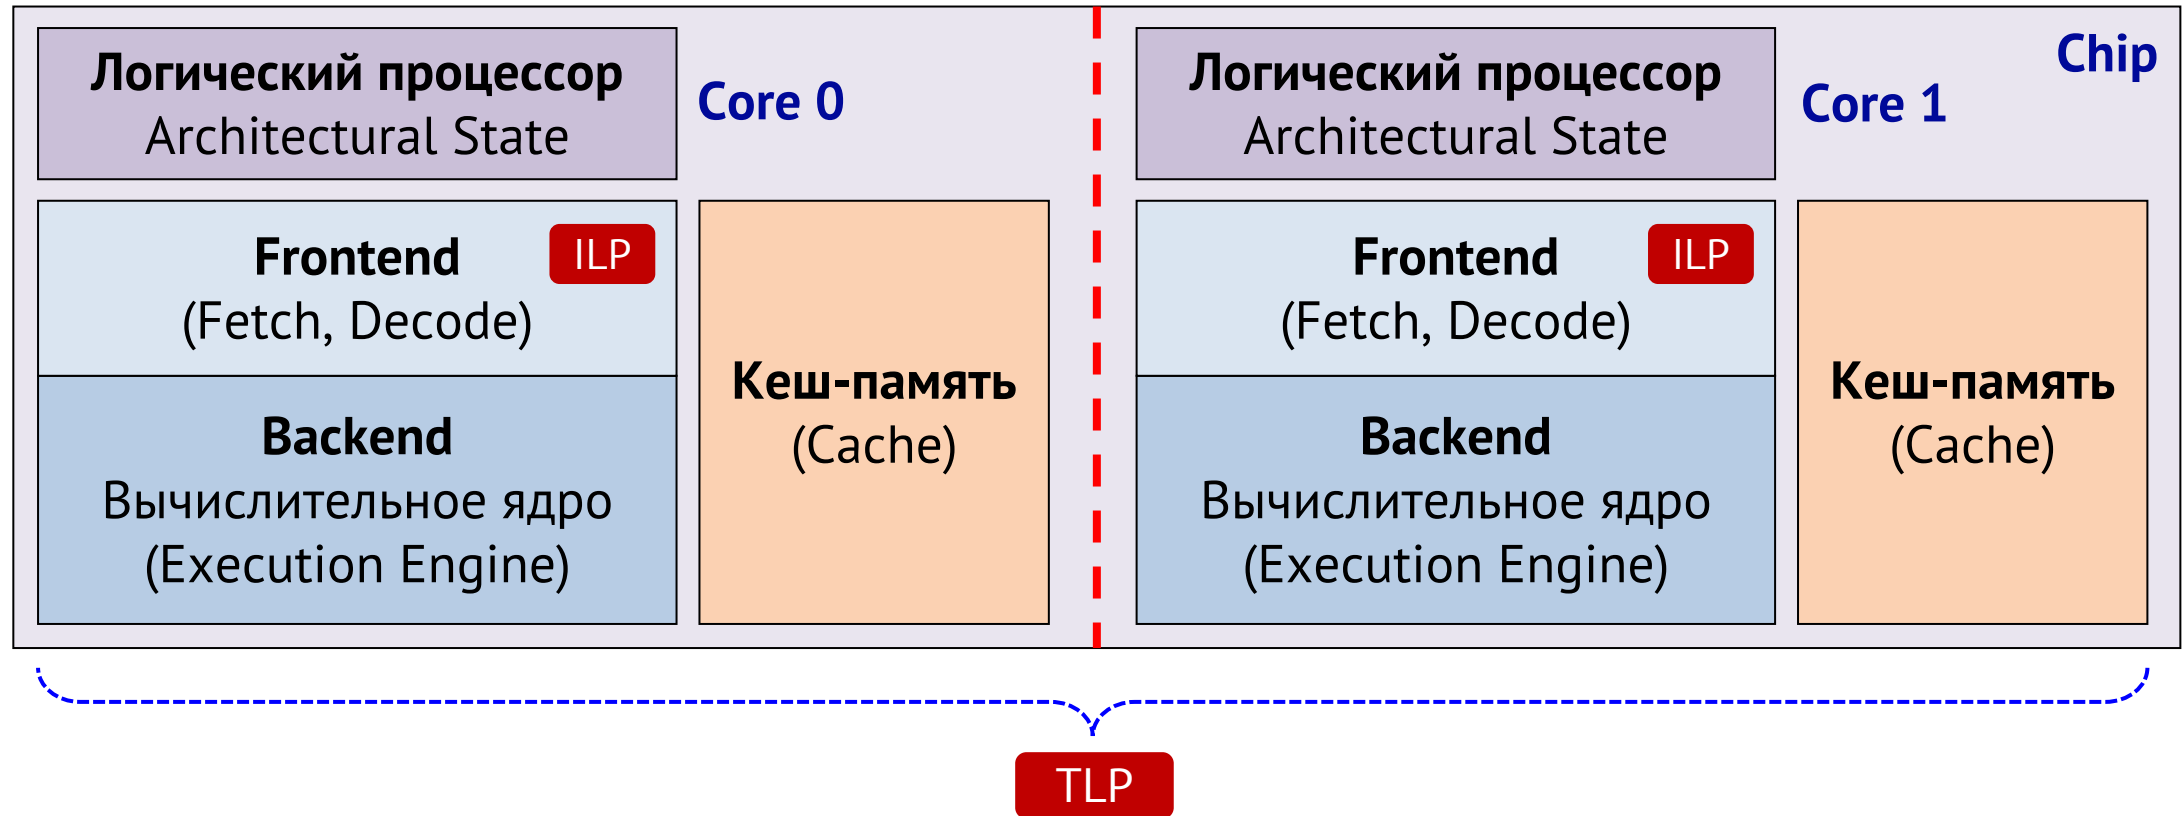 Логический процессор
Architectural State
Core 0
Frontend
ILP
(Fetch, Decode)
Backend
Вычислительное ядро
(Execution Engine)
Кеш-память
(Cache)
Chip
Логический процессор
Architectural State
Core 1
Frontend
ILP
(Fetch, Decode)
Backend
Вычислительное ядро
(Execution Engine)
Кеш-память
(Cache)
TLP